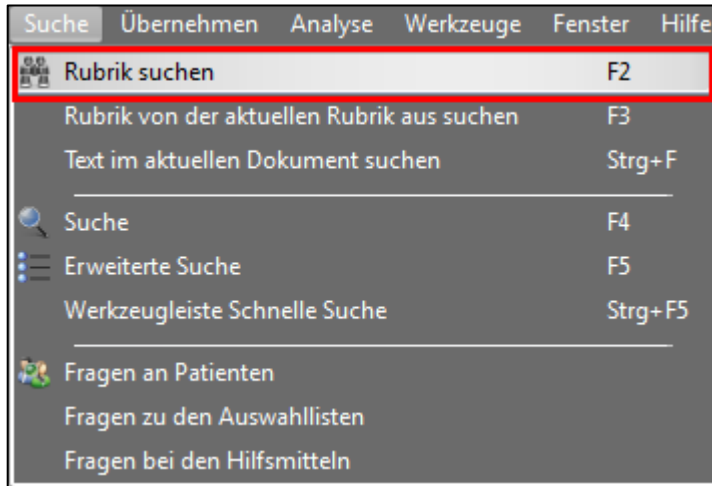 Suche Übernehmen Analyse Werkzeuge Fenster Hilfe
Rubrik suchen F2
Rubrik von der aktuellen Rubrik aus suchen F3
Text im aktuellen Dokument suchen Strg+F
Suche F4
Erweiterte Suche F5
Werkzeugleiste Schnelle Suche Strg+F5
Fragen an Patienten
Fragen zu den Auswahllisten
Fragen bei den Hilfsmitteln